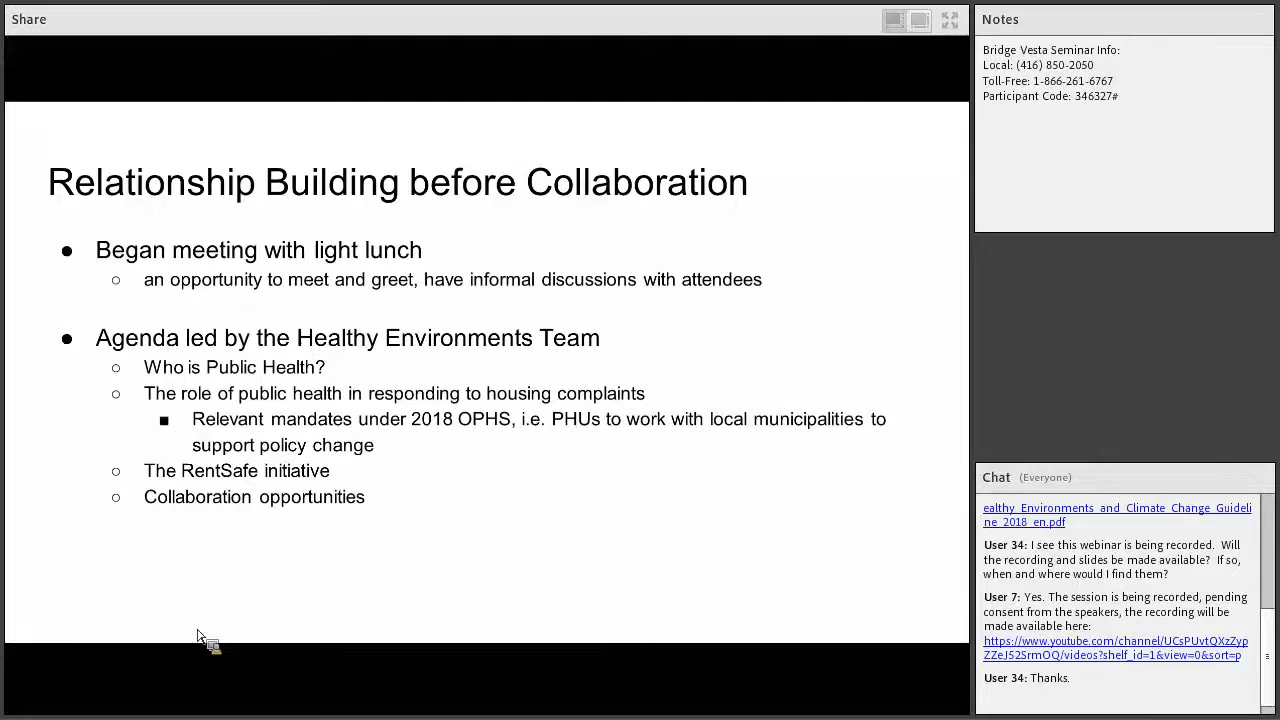 Share
Relationship Building before Collaboration
● Began meeting with light lunch
○ an opportunity to meet and greet, have informal discussions with attendees
● Agenda led by the Healthy Environments Team
○ Who is Public Health?
○ The role of public health in responding to housing complaints
■ Relevant mandates under 2018 OPHS, i.e. PHUs to work with local municipalities to
support policy change
○ The RentSafe initiative
○ Collaboration opportunities
Notes
Bridge Vesta Seminar Info:
Local: (416) 850-2050
Toll-Free: 1-866-261-6767
Participant Code: 346327#
Chat (Everyone)
ealthy_Environments_and_Climate_Change_Guideli
ne_2018_en.pdf
User 34: I see this webinar is being recorded. Will
the recording and slides be made available? If so,
when and where would I find them?
User 7: Yes. The session is being recorded, pending
consent from the speakers, the recording will be
made available here:
https://www.youtube.com/channel/UCsPUvtQXzZyp
ZZeJ52SrmOQ/videos?shelf_id=1&view=0&sort=p
User 34: Thanks.